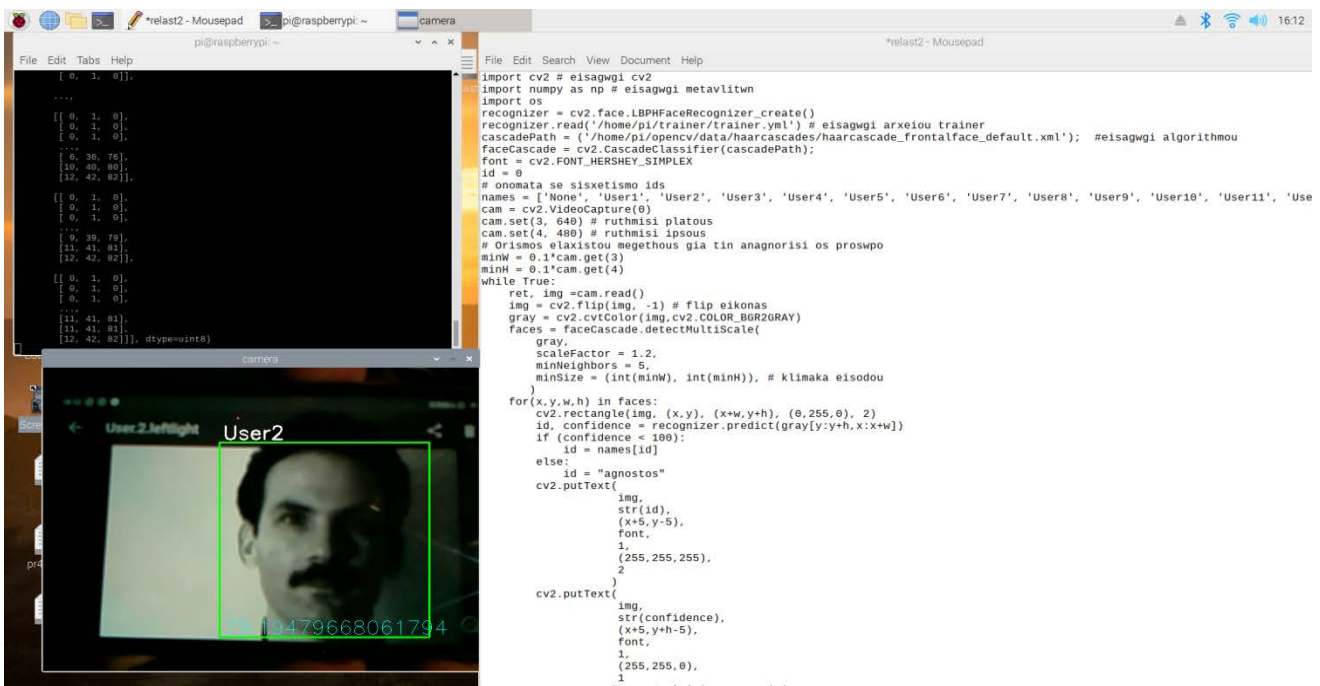 *relast2 - Mousepad
pi@raspberrypi: ~
camera
16:12
pi@raspberrypi: ~
File Edit Tabs Help
[ 0, 1, 0]],
...,
[[ 0, 1, 0],
[ 0, 1, 0],
[ 0, 1, 0],
...,
[ 6, 36, 76],
[10, 40, 80],
[12, 42, 82]],
[[ 0, 1, 0],
[ 0, 1, 0],
[ 0, 1, 0],
...,
[ 9, 39, 79],
[11, 41, 81],
[12, 42, 82]],
[[ 0, 1, 0],
[ 0, 1, 0],
[ 0, 1, 0],
...,
[11, 41, 81],
[11, 41, 81],
[12, 42, 82]]], dtype=uint8)
camera
User.2.leftlight
User2
79.19479668061794
pr4
*relast2 - Mousepad
File Edit Search View Document Help
import cv2 # eisagwgi cv2
import numpy as np # eisagwgi metavlitwn
import os
recognizer = cv2.face.LBPHFaceRecognizer_create()
recognizer.read('/home/pi/trainer/trainer.yml') # eisagwgi arxeiou trainer
cascadePath = ('/home/pi/opencv/data/haarcascades/haarcascade_frontalface_default.xml'); #eisagwgi algorithmou
faceCascade = cv2.CascadeClassifier(cascadePath);
font = cv2.FONT_HERSHEY_SIMPLEX
id = 0
# onomata se sisxetismo ids
names = ['None', 'User1', 'User2', 'User3', 'User4', 'User5', 'User6', 'User7', 'User8', 'User9', 'User10', 'User11', 'Use
cam = cv2.VideoCapture(0)
cam.set(3, 640) # ruthmisi platous
cam.set(4, 480) # ruthmisi ipsous
# Orismos elaxistou megethous gia tin anagnorisi os proswpo
minW = 0.1*cam.get(3)
minH = 0.1*cam.get(4)
while True:
ret, img =cam.read()
img = cv2.flip(img, -1) # flip eikonas
gray = cv2.cvtColor(img,cv2.COLOR_BGR2GRAY)
faces = faceCascade.detectMultiScale(
gray,
scaleFactor = 1.2,
minNeighbors = 5,
minSize = (int(minW), int(minH)), # klimaka eisodou
)
for(x,y,w,h) in faces:
cv2.rectangle(img, (x,y), (x+w,y+h), (0,255,0), 2)
id, confidence = recognizer.predict(gray[y:y+h,x:x+w])
if (confidence < 100):
id = names[id]
else:
id = "agnostos"
cv2.putText(
img,
str(id),
(x+5,y-5),
font,
1,
(255,255,255),
2
)
cv2.putText(
img,
str(confidence),
(x+5,y+h-5),
font,
1,
(255,255,0),
1